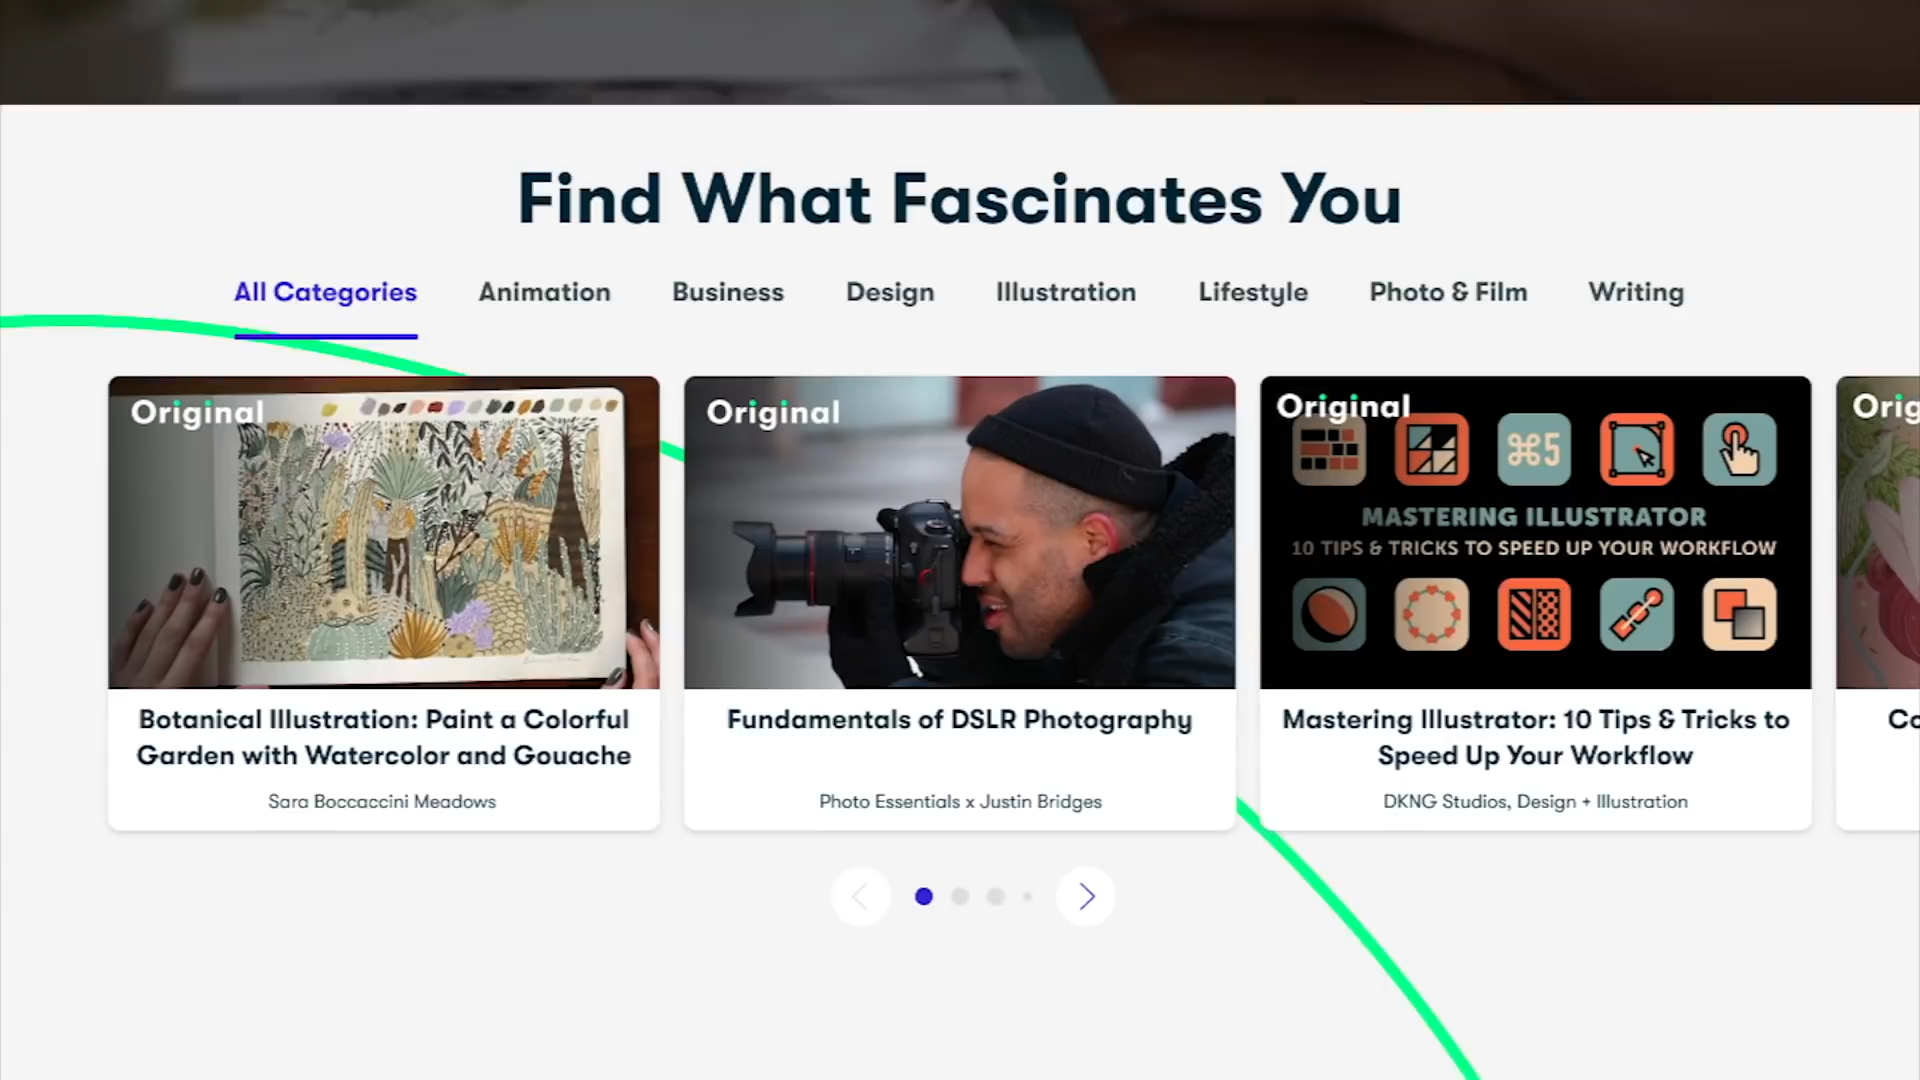 Find What Fascinates You
All Categories
Animation
Business
Design
Illustration
Lifestyle
Photo & Film
Writing
Original
Original
Original
Orig
⌘5
MASTERING ILLUSTRATOR
10 TIPS & TRICKS TO SPEED UP YOUR WORKFLOW
Botanical Illustration: Paint a Colorful
Garden with Watercolor and Gouache
Sara Boccaccini Meadows
Fundamentals of DSLR Photography
Photo Essentials x Justin Bridges
Mastering Illustrator: 10 Tips & Tricks to
Speed Up Your Workflow
DKNG Studios, Design + Illustration
Co